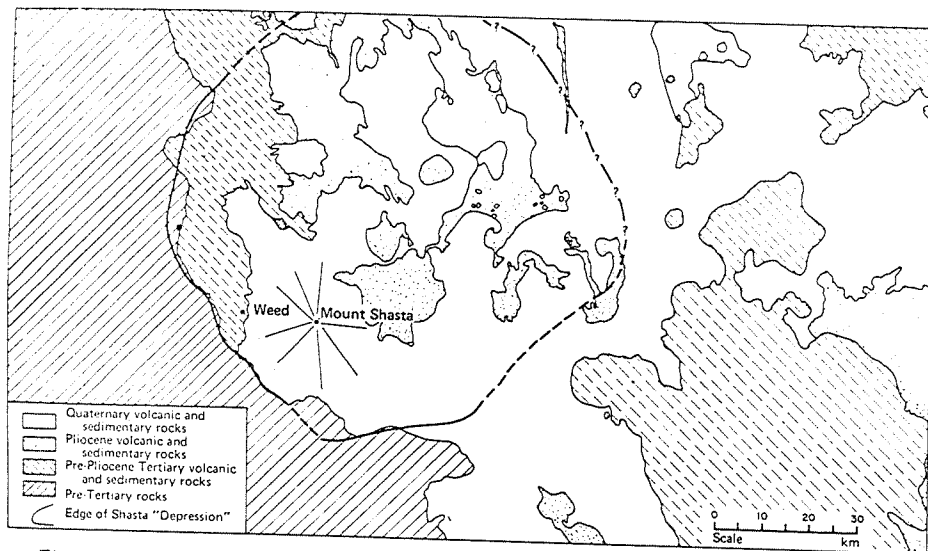 ?
?
?
?
?
?
?
Weed
Mount Shasta
Quaternary volcanic and
sedimentary rocks
Pliocene volcanic and
sedimentary rocks
Pre-Pliocene Tertiary volcanic
and sedimentary rocks
Pre-Tertiary rocks
Edge of Shasta "Depression"
0 10 20 30
Scale km